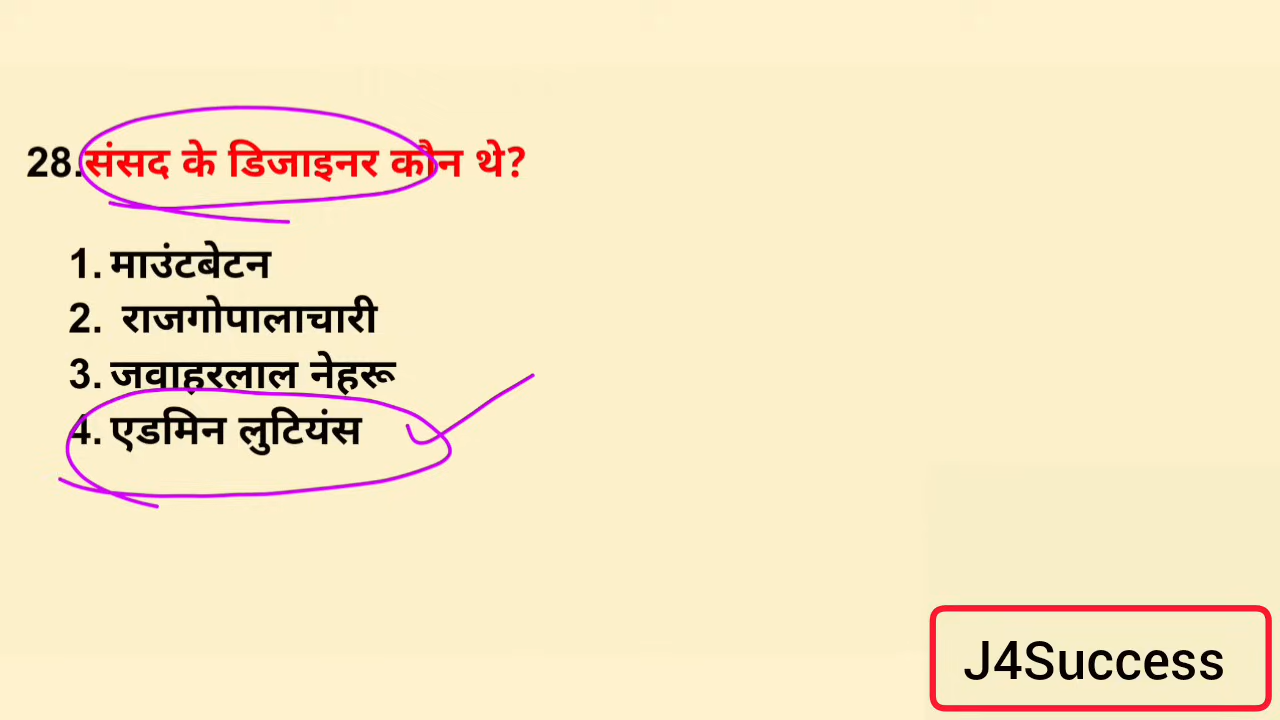 28.संसद के डिजाइनर कौन थे?
1. माउंटबेटन
2. राजगोपालाचारी
3. जवाहरलाल नेहरू
4. एडमिन लुटियंस
J4Success